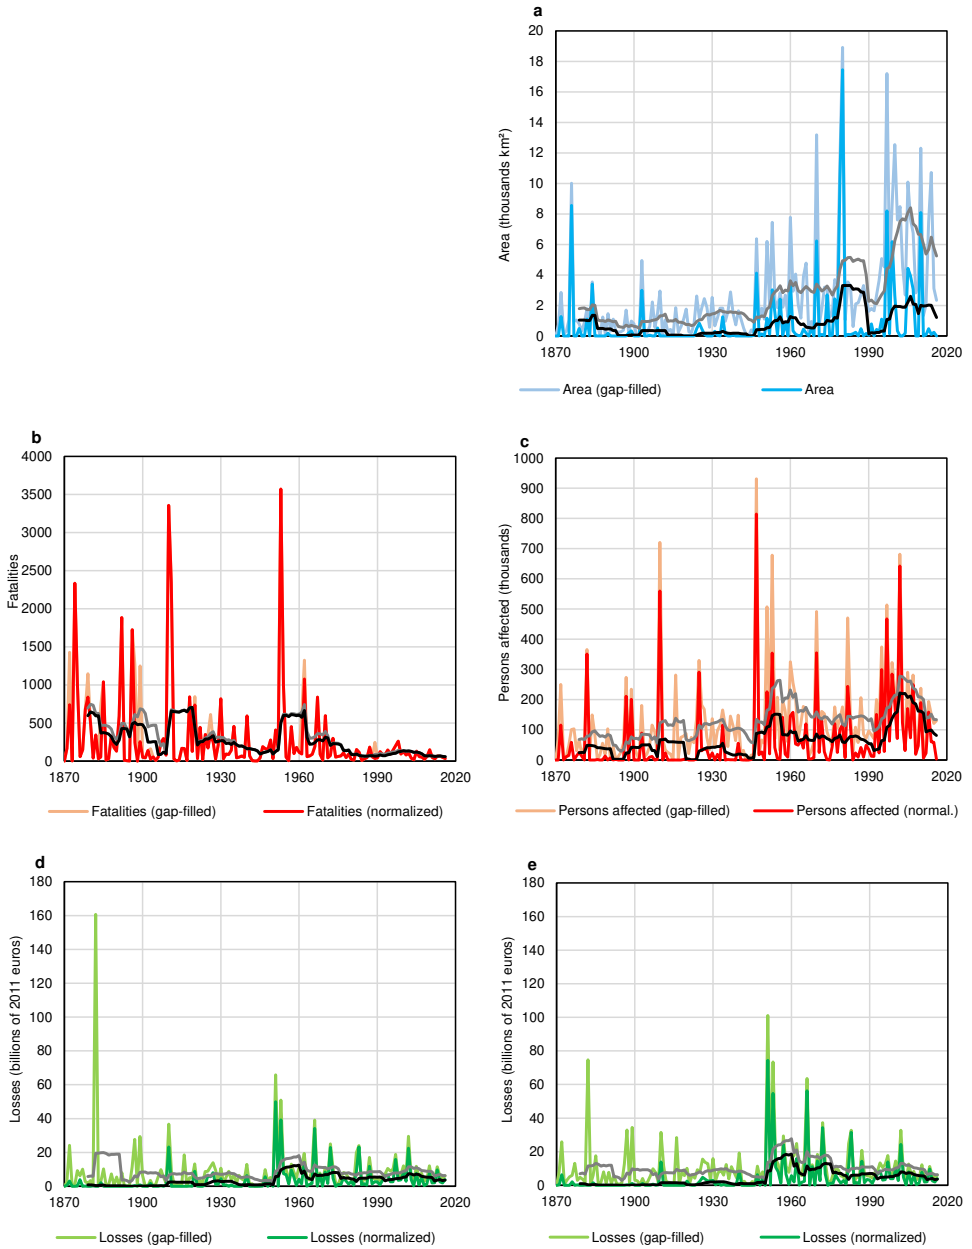 a
Area (thousands km²)
20
18
16
14
12
10
8
6
4
2
0
1870 1900 1930 1960 1990 2020
Area (gap-filled) Area
b
Fatalities
4000
3500
3000
2500
2000
1500
1000
500
0
1870 1900 1930 1960 1990 2020
Fatalities (gap-filled) Fatalities (normalized)
c
Persons affected (thousands)
1000
900
800
700
600
500
400
300
200
100
0
1870 1900 1930 1960 1990 2020
Persons affected (gap-filled) Persons affected (normal.)
d
Losses (billions of 2011 euros)
180
160
140
120
100
80
60
40
20
0
1870 1900 1930 1960 1990 2020
Losses (gap-filled) Losses (normalized)
e
Losses (billions of 2011 euros)
180
160
140
120
100
80
60
40
20
0
1870 1900 1930 1960 1990 2020
Losses (gap-filled) Losses (normalized)